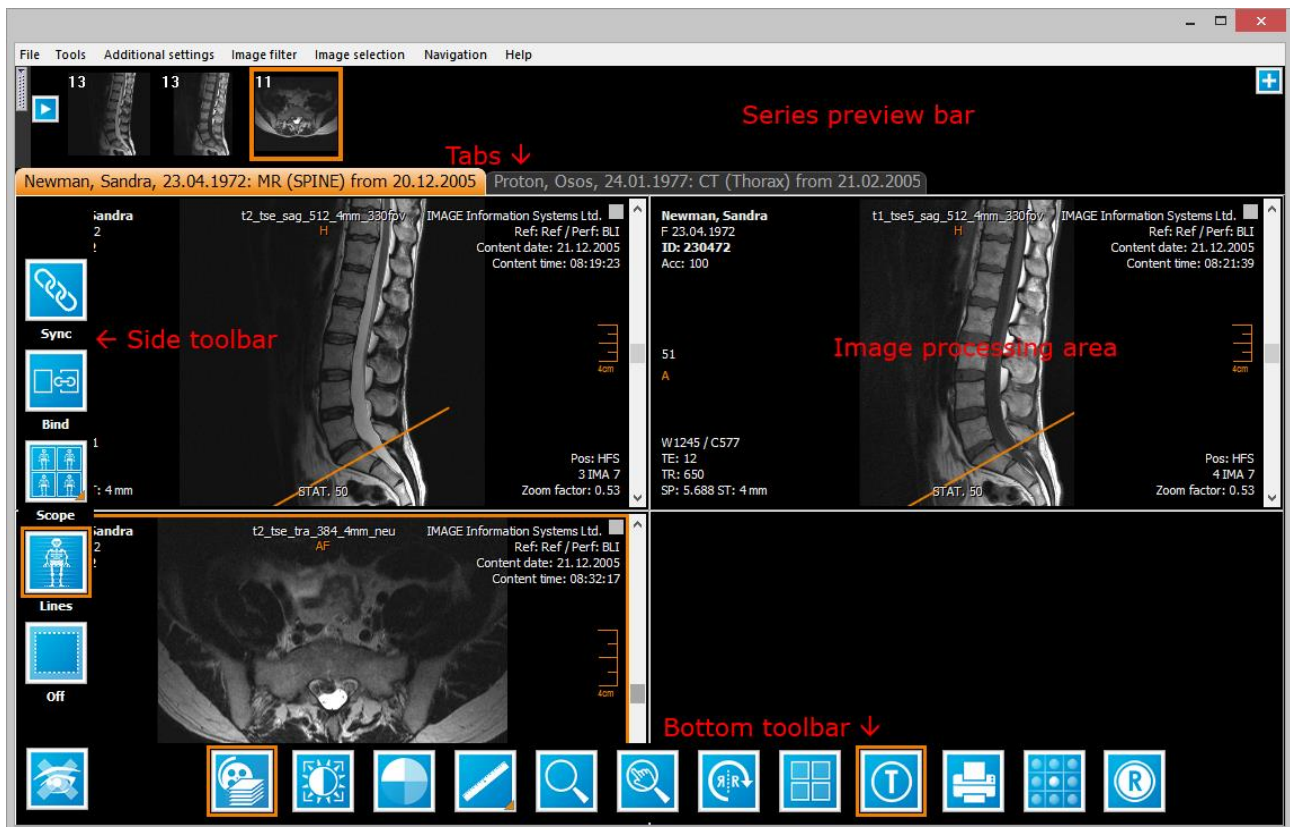 File Tools Additional settings Image filter Image selection Navigation Help
13 13 11
Series preview bar
Tabs ↓
Newman, Sandra, 23.04.1972: MR (SPINE) from 20.12.2005
Proton, Osos, 24.01.1977: CT (Thorax) from 21.02.2005
andra
2
t2_tse_sag_512_4mm_330fov
H
IMAGE Information Systems Ltd.
Ref: Ref / Perf: BLI
Content date: 21.12.2005
Content time: 08:19:23
4cm
1
T: 4 mm
STAT. 50
Pos: HFS
3 IMA 7
Zoom factor: 0.53
Newman, Sandra
F 23.04.1972
ID: 230472
Acc: 100
t1_tse5_sag_512_4mm_330fov
H
IMAGE Information Systems Ltd.
Ref: Ref / Perf: BLI
Content date: 21.12.2005
Content time: 08:21:39
51
A
Image processing area
4cm
W1245 / C577
TE: 12
TR: 650
SP: 5.688 ST: 4 mm
STAT. 50
Pos: HFS
4 IMA 7
Zoom factor: 0.53
Sync
← Side toolbar
Bind
Scope
Lines
Off
andra
2
t2_tse_tra_384_4mm_neu
AF
IMAGE Information Systems Ltd.
Ref: Ref / Perf: BLI
Content date: 21.12.2005
Content time: 08:32:17
4cm
Bottom toolbar ↓
R R
T
R